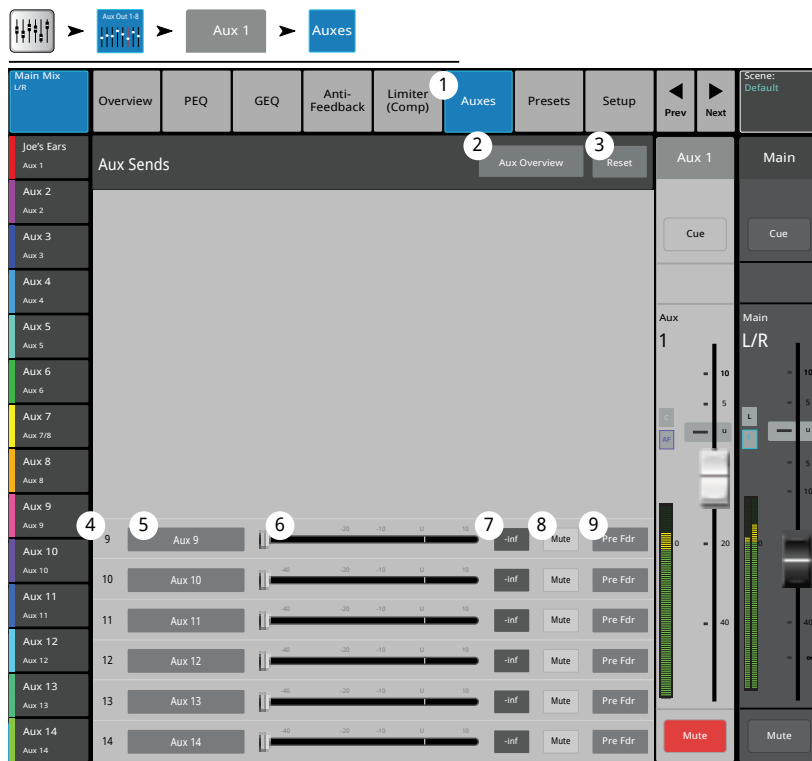 Aux Out 1-8
Aux 1
Auxes
Main Mix
L/R
Overview
PEQ
GEQ
Anti-
Feedback
Limiter
(Comp)
1
Auxes
Presets
Setup
Prev
Next
Scene:
Default
Joe's Ears
Aux 1
Aux 2
Aux 2
Aux 3
Aux 3
Aux 4
Aux 4
Aux 5
Aux 5
Aux 6
Aux 6
Aux 7
Aux 7/8
Aux 8
Aux 8
Aux 9
Aux 9
Aux 10
Aux 10
Aux 11
Aux 11
Aux 12
Aux 12
Aux 13
Aux 13
Aux 14
Aux 14
Aux Sends
2
Aux Overview
3
Reset
4
5
6
7
8
9
9 Aux 9 -20 -10 U 10 -inf Mute Pre Fdr
10 Aux 10 -40 -20 -10 U 10 -inf Mute Pre Fdr
11 Aux 11 -40 -20 -10 U 10 -inf Mute Pre Fdr
12 Aux 12 -40 -20 -10 U 10 -inf Mute Pre Fdr
13 Aux 13 -40 -20 -10 U 10 -inf Mute Pre Fdr
14 Aux 14 -40 -20 -10 U 10 -inf Mute Pre Fdr
Aux 1
Cue
Aux
1
10
5
U
C
AF
0
20
40
Mute
Main
Cue
Main
L/R
10
5
U
L
5
10
0
20
40
∞
Mute